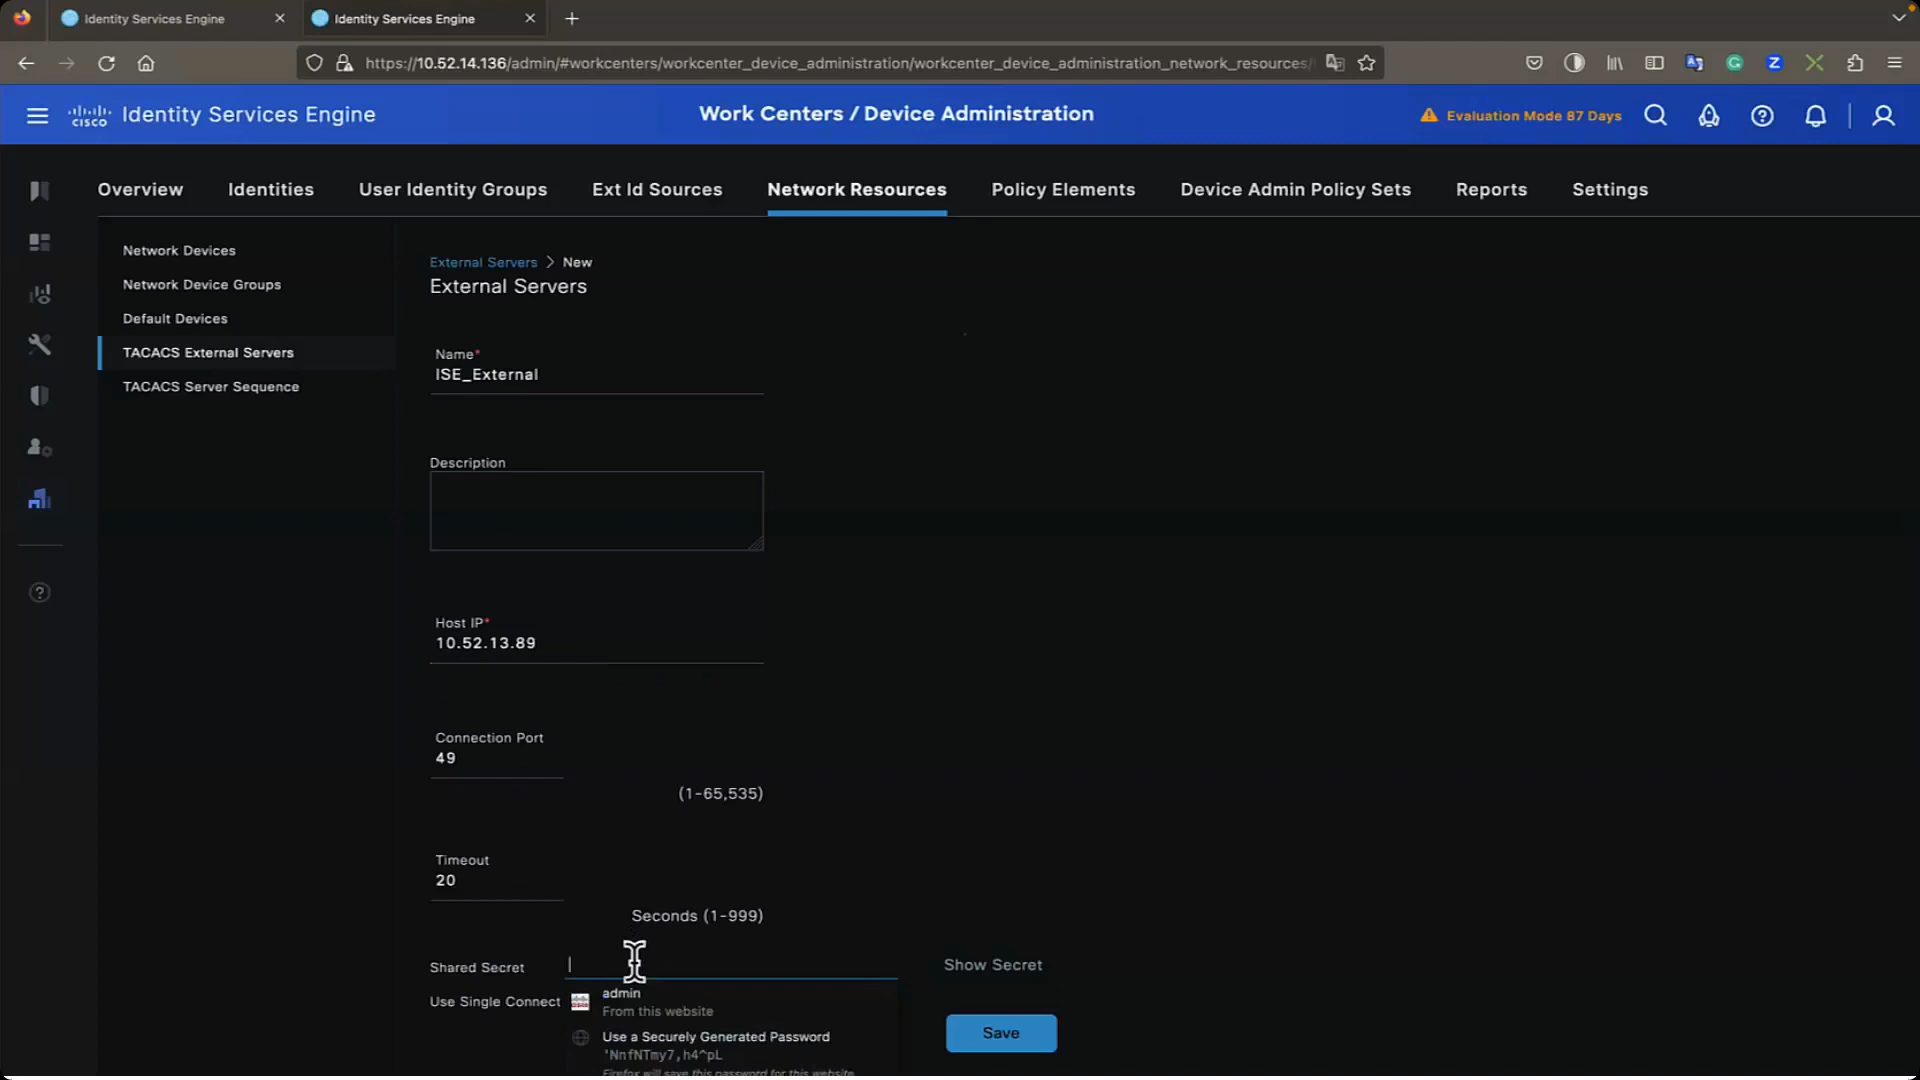 Identity Services Engine
Identity Services Engine
https://10.52.14.136/admin/#workcenters/workcenter_device_administration/workcenter_device_administration_network_resources/
CISCO
Identity Services Engine
Work Centers / Device Administration
Evaluation Mode 87 Days
Overview
Identities
User Identity Groups
Ext Id Sources
Network Resources
Policy Elements
Device Admin Policy Sets
Reports
Settings
Network Devices
Network Device Groups
Default Devices
TACACS External Servers
TACACS Server Sequence
External Servers > New
External Servers
Name*
ISE_External
Description
Host IP*
10.52.13.89
Connection Port
49
(1-65,535)
Timeout
20
Seconds (1-999)
Shared Secret
Show Secret
Use Single Connect
admin
From this website
Use a Securely Generated Password
'NnfNTmy7,h4^pL
Firefox will save this password for this website
Save